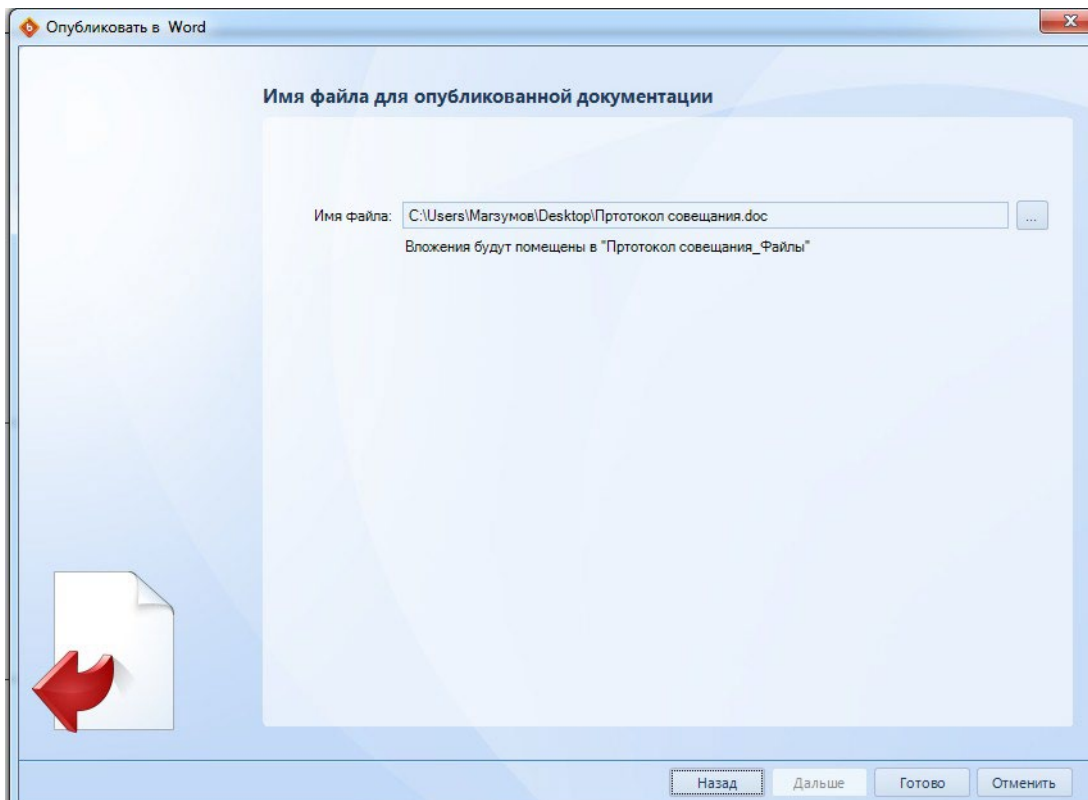 Опубликовать в Word
Имя файла для опубликованной документации
Имя файла: C:\Users\Магзумов\Desktop\Пртотокол совещания.doc ...
Вложения будут помещены в "Пртотокол совещания_Файлы"
Назад Дальше Готово Отменить